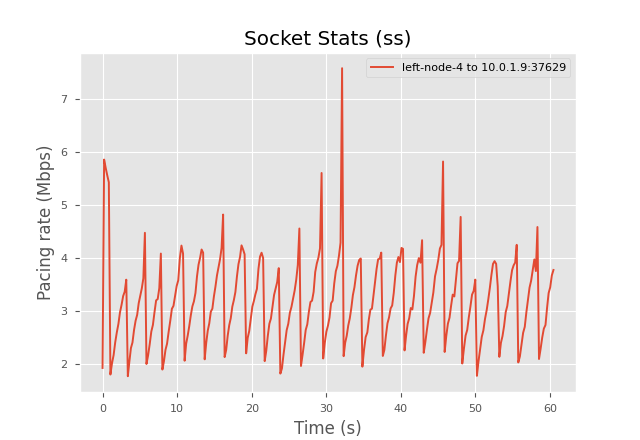 Socket Stats (ss)
left-node-4 to 10.0.1.9:37629
Pacing rate (Mbps)
7
6
5
4
3
2
0 10 20 30 40 50 60
Time (s)